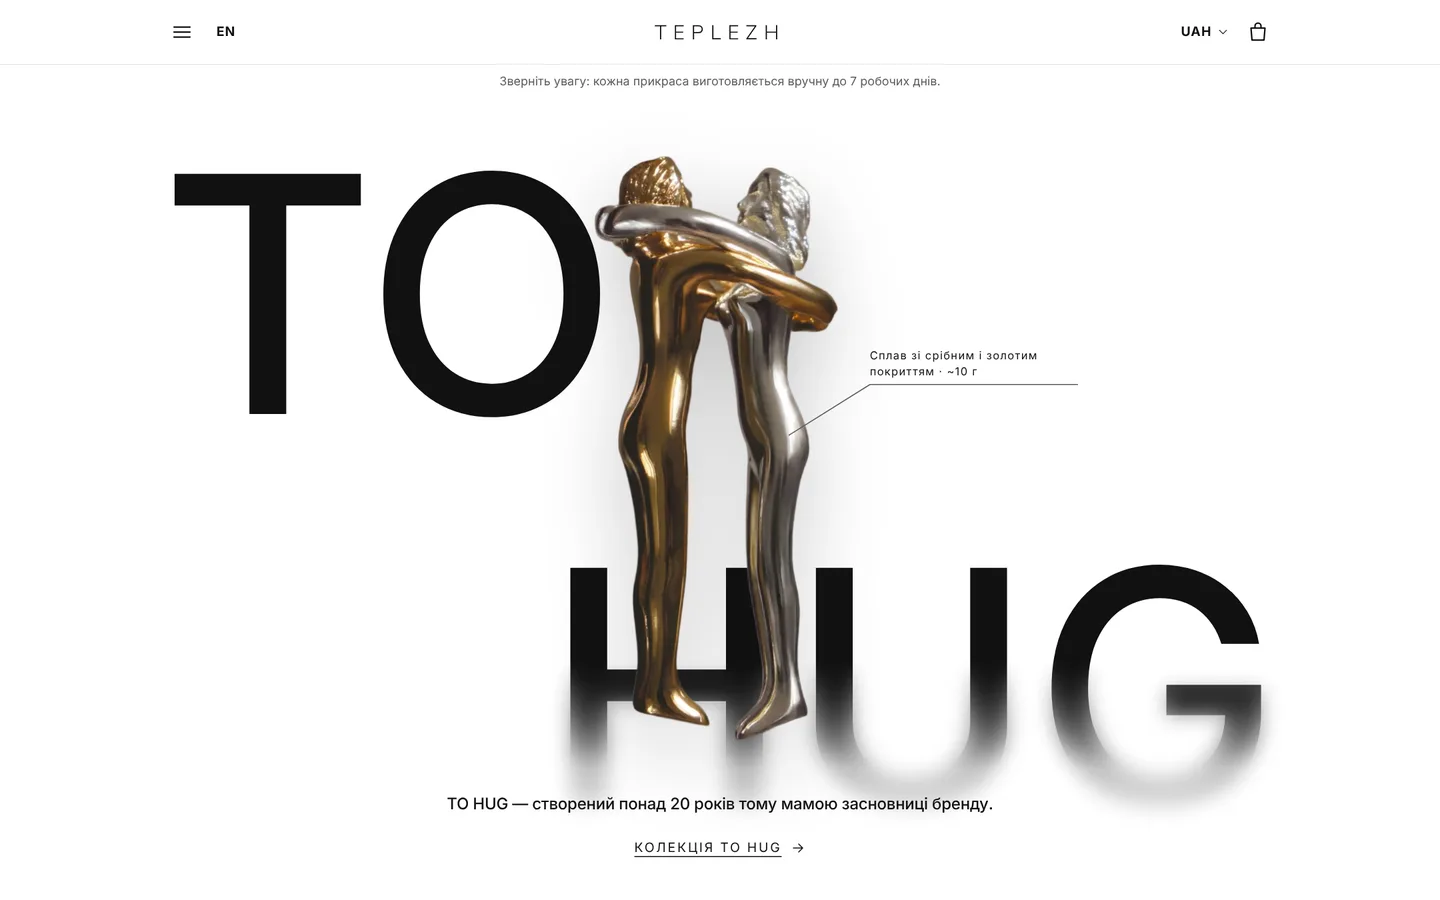 EN
TEPLEZH
UAH
Зверніть увагу: кожна прикраса виготовляється вручну до 7 робочих днів.
TO
Сплав зі срібним і золотим
покриттям · ~10 г
HUG
TO HUG — створений понад 20 років тому мамою засновниці бренду.
КОЛЕКЦІЯ TO HUG →